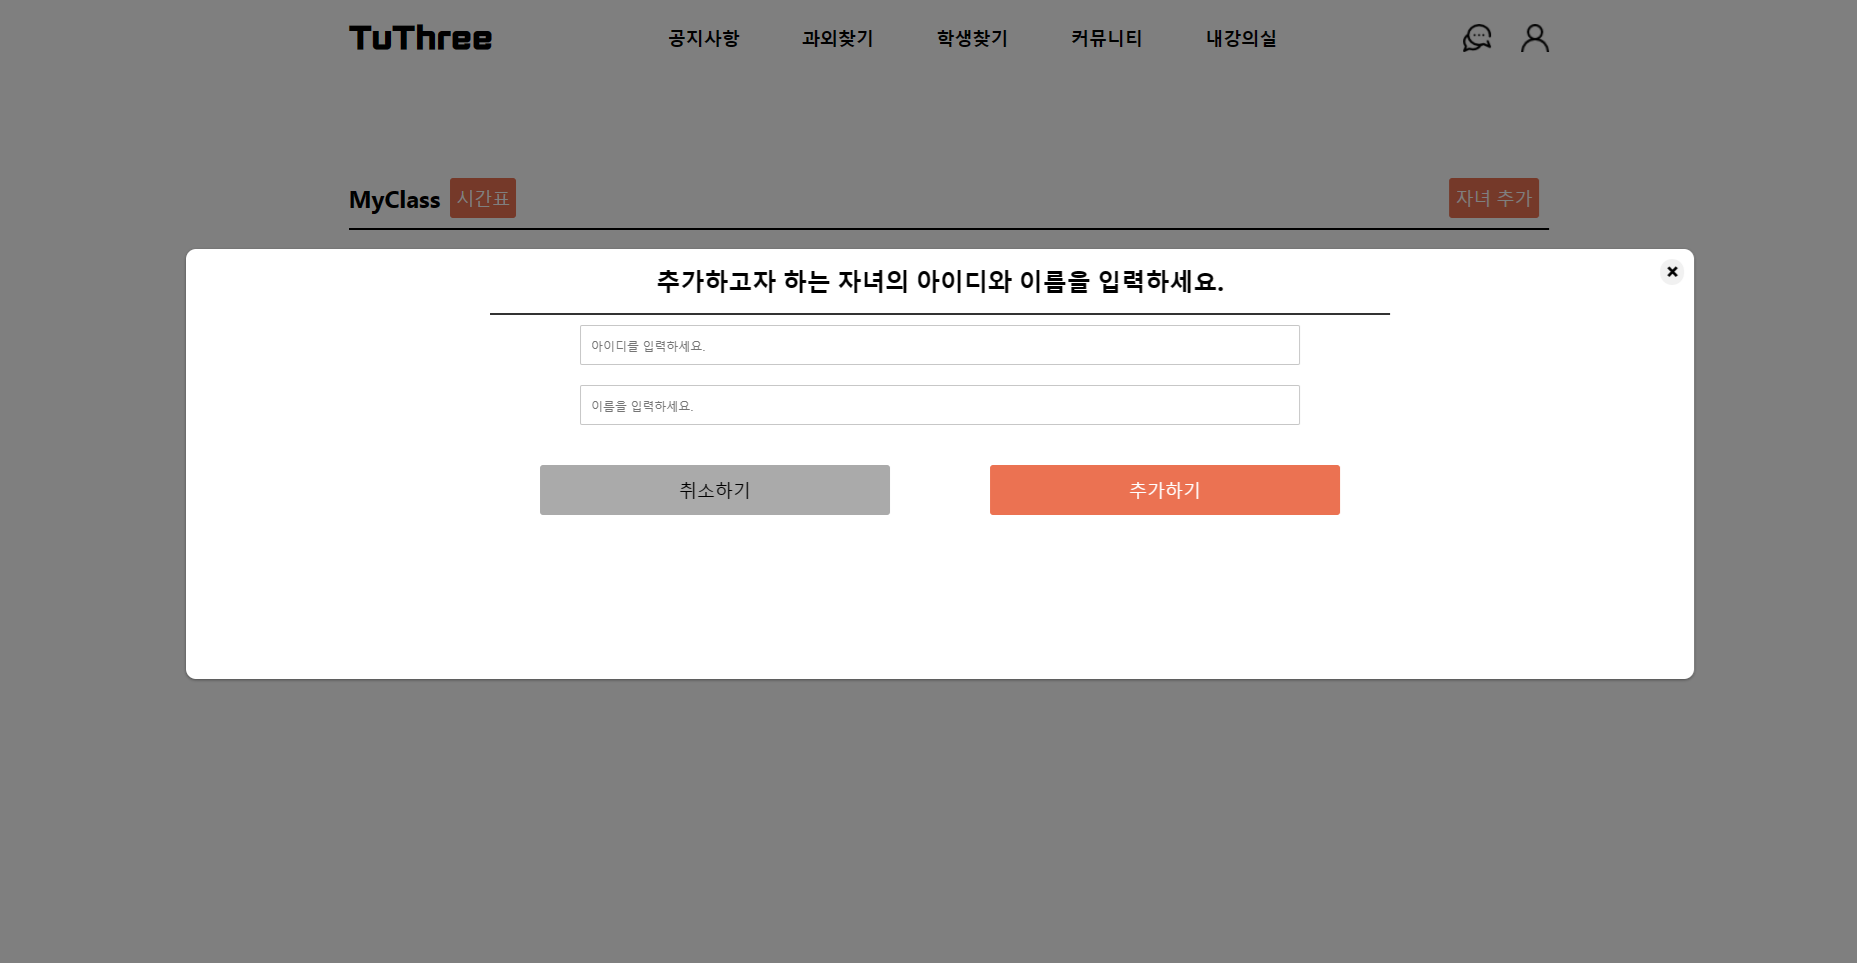 TuThree
공지사항 과외찾기 학생찾기 커뮤니티 내강의실
MyClass 시간표 자녀 추가
추가하고자 하는 자녀의 아이디와 이름을 입력하세요.
아이디를 입력하세요.
이름을 입력하세요.
취소하기 추가하기